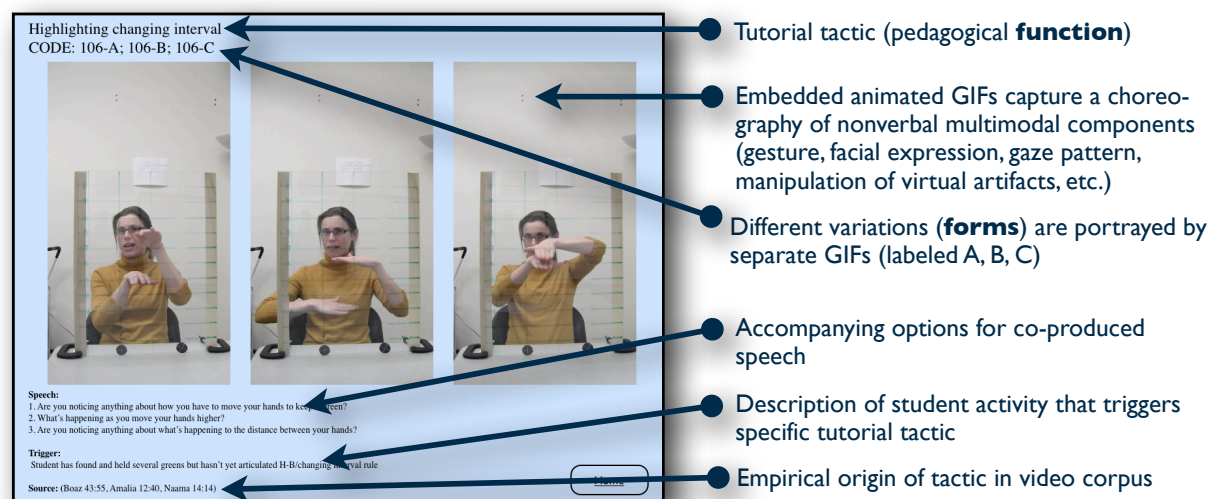 Highlighting changing interval
CODE: 106-A; 106-B; 106-C
Speech:
1. Are you noticing anything about how you have to move your hands to keep green?
2. What's happening as you move your hands higher?
3. Are you noticing anything about what's happening to the distance between your hands?
Trigger:
Student has found and held several greens but hasn't yet articulated H-B/changing interval rule
Source: (Boaz 43:55, Amalia 12:40, Naama 14:14)
Home
Tutorial tactic (pedagogical function)
Embedded animated GIFs capture a choreo-
graphy of nonverbal multimodal components
(gesture, facial expression, gaze pattern,
manipulation of virtual artifacts, etc.)
Different variations (forms) are portrayed by
separate GIFs (labeled A, B, C)
Accompanying options for co-produced
speech
Description of student activity that triggers
specific tutorial tactic
Empirical origin of tactic in video corpus